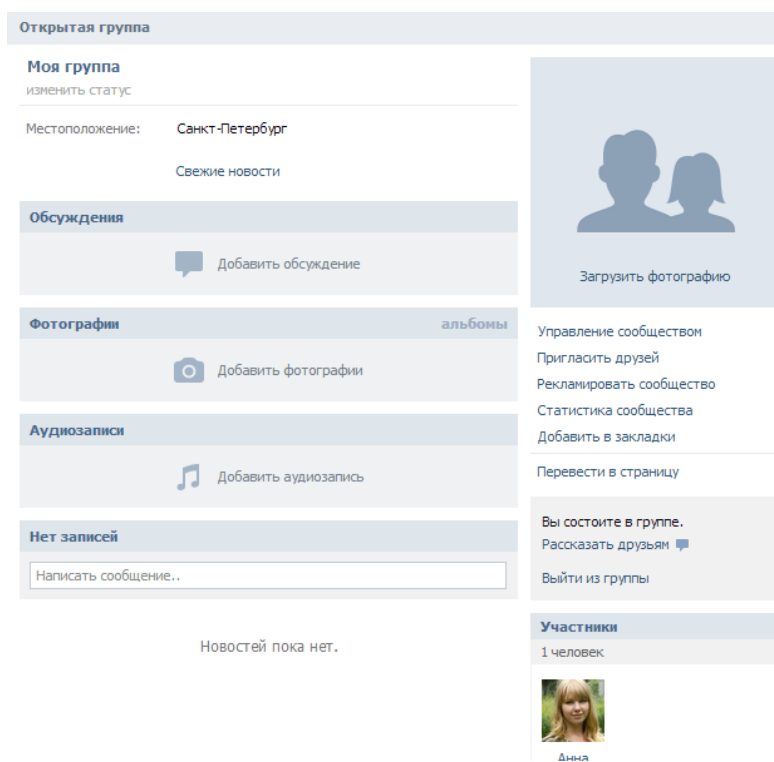 Открытая группа
Моя группа
изменить статус
Местоположение: Санкт-Петербург
Свежие новости
Обсуждения
Добавить обсуждение
Фотографии альбомы
Добавить фотографии
Аудиозаписи
Добавить аудиозапись
Нет записей
Написать сообщение..
Новостей пока нет.
Загрузить фотографию
Управление сообществом
Пригласить друзей
Рекламировать сообщество
Статистика сообщества
Добавить в закладки
Перевести в страницу
Вы состоите в группе.
Рассказать друзьям
Выйти из группы
Участники
1 человек
Анна